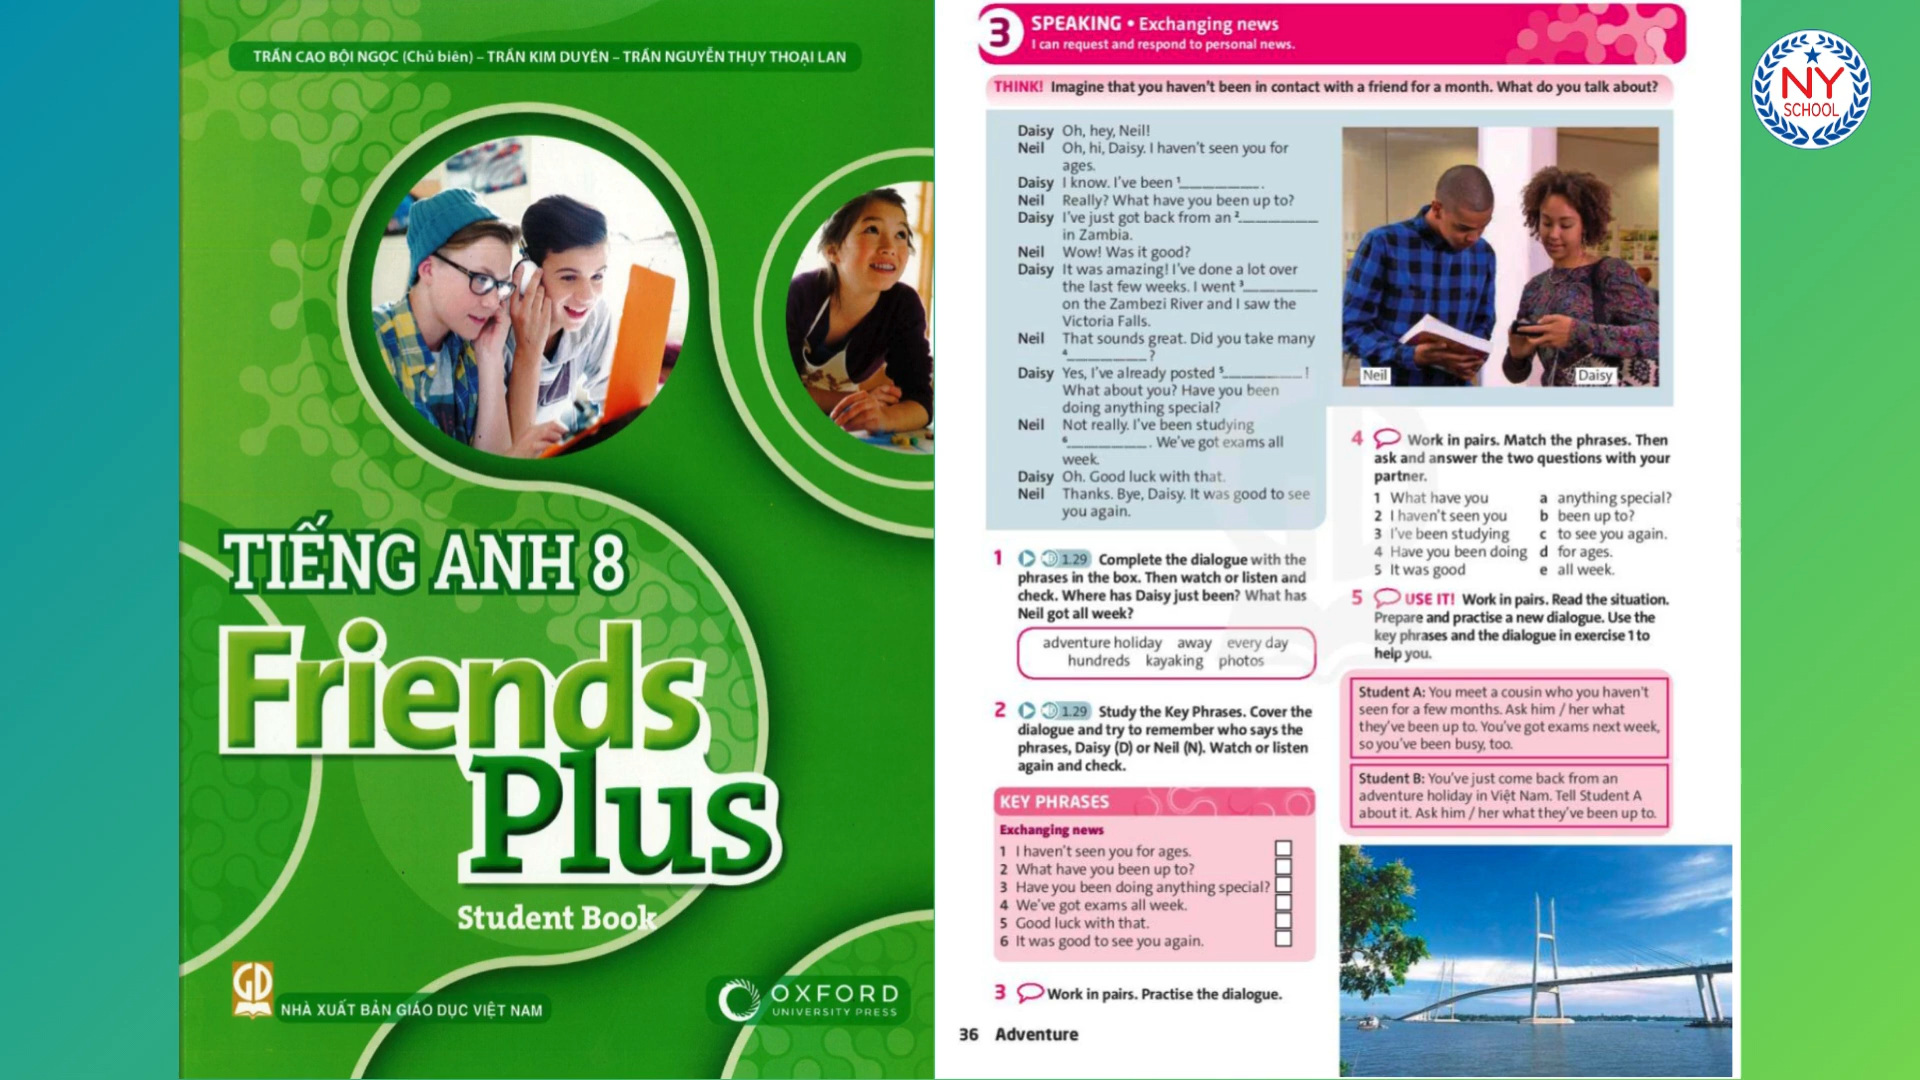 TRẦN CAO BỘI NGỌC (Chủ biên) – TRẦN KIM DUYÊN – TRẦN NGUYỄN THỤY THOẠI LAN
TIẾNG ANH 8
Friends
Plus
Student Book
GD
NHÀ XUẤT BẢN GIÁO DỤC VIỆT NAM
OXFORD
UNIVERSITY PRESS
3 SPEAKING • Exchanging news
I can request and respond to personal news.
THINK! Imagine that you haven't been in contact with a friend for a month. What do you talk about?
Daisy Oh, hey, Neil!
Neil Oh, hi, Daisy. I haven't seen you for
ages.
Daisy I know. I've been ¹__________.
Neil Really? What have you been up to?
Daisy I've just got back from an ²__________
in Zambia.
Neil Wow! Was it good?
Daisy It was amazing! I've done a lot over
the last few weeks. I went ³__________
on the Zambezi River and I saw the
Victoria Falls.
Neil That sounds great. Did you take many
⁴__________?
Daisy Yes, I've already posted ⁵__________!
What about you? Have you been
doing anything special?
Neil Not really. I've been studying
⁶__________. We've got exams all
week.
Daisy Oh. Good luck with that.
Neil Thanks. Bye, Daisy. It was good to see
you again.
Neil
Daisy
1 1.29 Complete the dialogue with the
phrases in the box. Then watch or listen and
check. Where has Daisy just been? What has
Neil got all week?
adventure holiday away every day
hundreds kayaking photos
2 1.29 Study the Key Phrases. Cover the
dialogue and try to remember who says the
phrases, Daisy (D) or Neil (N). Watch or listen
again and check.
KEY PHRASES
Exchanging news
1 I haven't seen you for ages.
2 What have you been up to?
3 Have you been doing anything special?
4 We've got exams all week.
5 Good luck with that.
6 It was good to see you again.
3 Work in pairs. Practise the dialogue.
36 Adventure
4 Work in pairs. Match the phrases. Then
ask and answer the two questions with your
partner.
1 What have you a anything special?
2 I haven't seen you b been up to?
3 I've been studying c to see you again.
4 Have you been doing d for ages.
5 It was good e all week.
5 USE IT! Work in pairs. Read the situation.
Prepare and practise a new dialogue. Use the
key phrases and the dialogue in exercise 1 to
help you.
Student A: You meet a cousin who you haven't
seen for a few months. Ask him / her what
they've been up to. You've got exams next week,
so you've been busy, too.
Student B: You've just come back from an
adventure holiday in Việt Nam. Tell Student A
about it. Ask him / her what they've been up to.
NY
SCHOOL